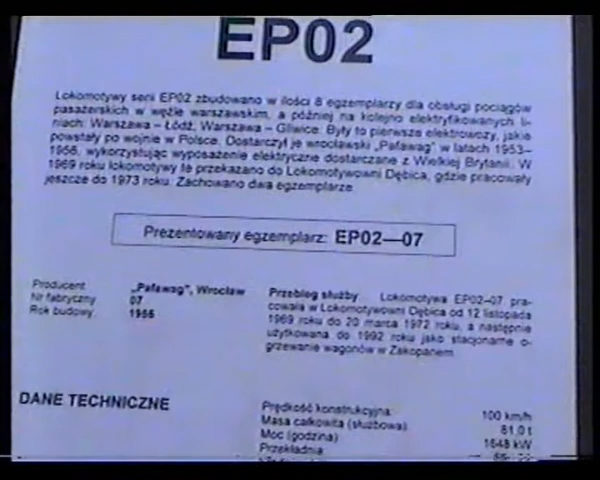 EP02
Lokomotywy serii EP02 zbudowano w ilości 8 egzemplarzy dla obsługi pociągów
pasażerskich w węźle warszawskim, a później na kolejno elektryfikowanych li-
niach: Warszawa – Łódź, Warszawa – Gliwice. Były to pierwsze elektrowozy, jakie
powstały po wojnie w Polsce. Dostarczył je wrocławski „Pafawag" w latach 1953–
1956, wykorzystując wyposażenie elektryczne dostarczane z Wielkiej Brytanii. W
1969 roku lokomotywy te przekazano do Lokomotywowni Dębica, gdzie pracowały
jeszcze do 1973 roku. Zachowano dwa egzemplarze.
Prezentowany egzemplarz: EP02—07
Producent „Pafawag", Wrocław
Nr fabryczny 07
Rok budowy
Przebieg służby Lokomotywa EP02-07 pra-
cowała w Lokomotywowni Dębica od 12 listopada
1969 roku do 20 marca 1972 roku, a następnie
użytkowana do 1992 roku jako stacjonarne o-
grzewanie wagonów w Zakopanem.
DANE TECHNICZNE
Prędkość konstrukcyjna: 100 km/h
Masa całkowita (służbowa) 81,0 t
Moc (godzina) 1648 kW
Przekładnia